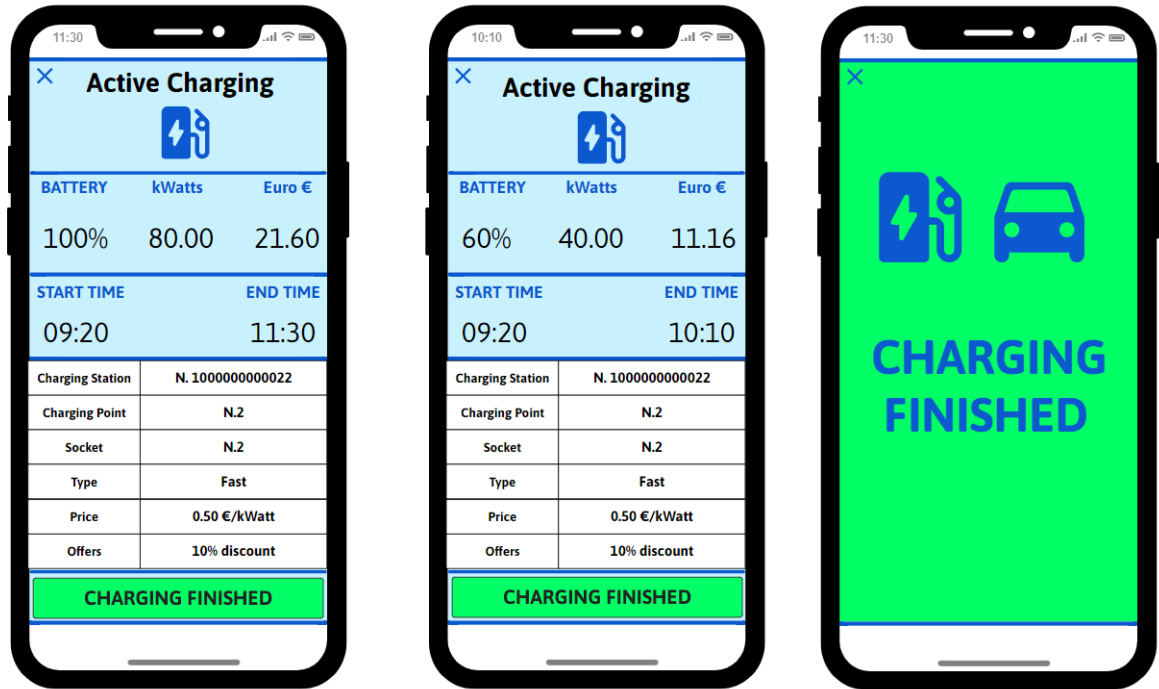 11:30
Active Charging
BATTERY kWatts Euro €
100% 80.00 21.60
START TIME END TIME
09:20 11:30
Charging Station N. 1000000000022
Charging Point N.2
Socket N.2
Type Fast
Price 0.50 €/kWatt
Offers 10% discount
CHARGING FINISHED
10:10
Active Charging
BATTERY kWatts Euro €
60% 40.00 11.16
START TIME END TIME
09:20 10:10
Charging Station N. 1000000000022
Charging Point N.2
Socket N.2
Type Fast
Price 0.50 €/kWatt
Offers 10% discount
CHARGING FINISHED
11:30
CHARGING
FINISHED